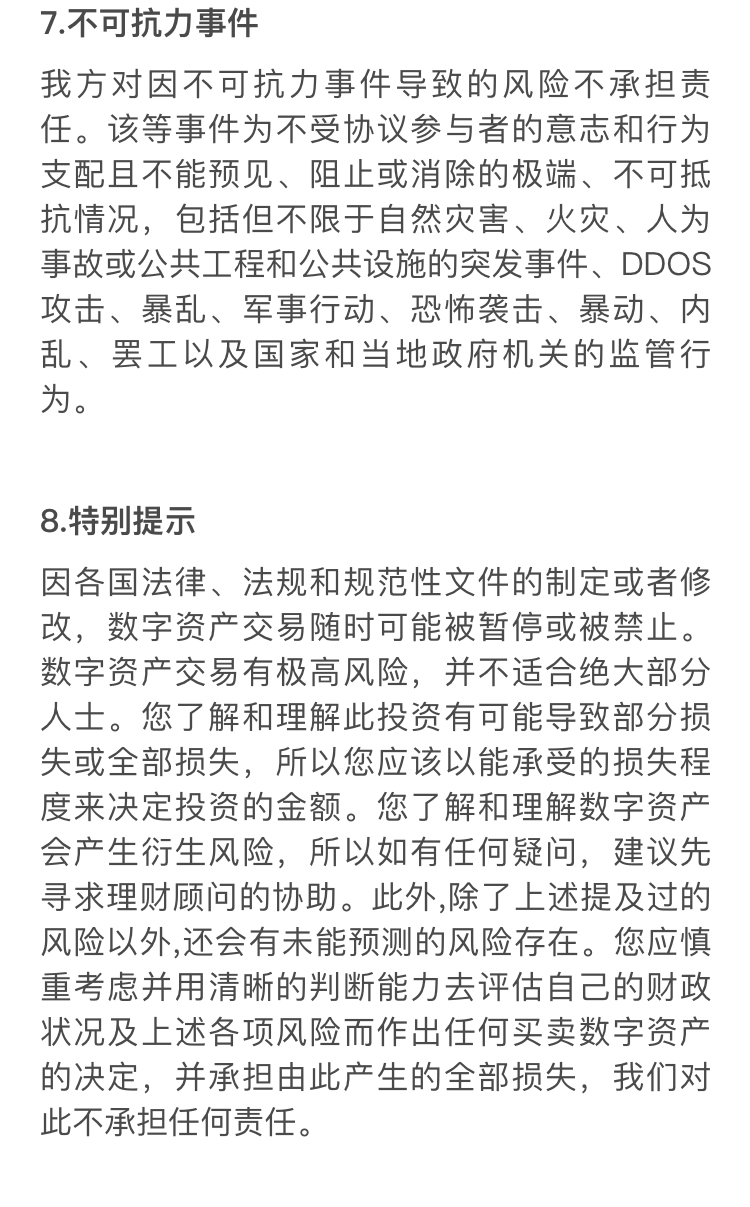 7.不可抗力事件
我方对因不可抗力事件导致的风险不承担责
任。该等事件为不受协议参与者的意志和行为
支配且不能预见、阻止或消除的极端、不可抵
抗情况，包括但不限于自然灾害、火灾、人为
事故或公共工程和公共设施的突发事件、DDOS
攻击、暴乱、军事行动、恐怖袭击、暴动、内
乱、罢工以及国家和当地政府机关的监管行
为。
8.特别提示
因各国法律、法规和规范性文件的制定或者修
改，数字资产交易随时可能被暂停或被禁止。
数字资产交易有极高风险，并不适合绝大部分
人士。您了解和理解此投资有可能导致部分损
失或全部损失，所以您应该以能承受的损失程
度来决定投资的金额。您了解和理解数字资产
会产生衍生风险，所以如有任何疑问，建议先
寻求理财顾问的协助。此外,除了上述提及过的
风险以外,还会有未能预测的风险存在。您应慎
重考虑并用清晰的判断能力去评估自己的财政
状况及上述各项风险而作出任何买卖数字资产
的决定，并承担由此产生的全部损失，我们对
此不承担任何责任。